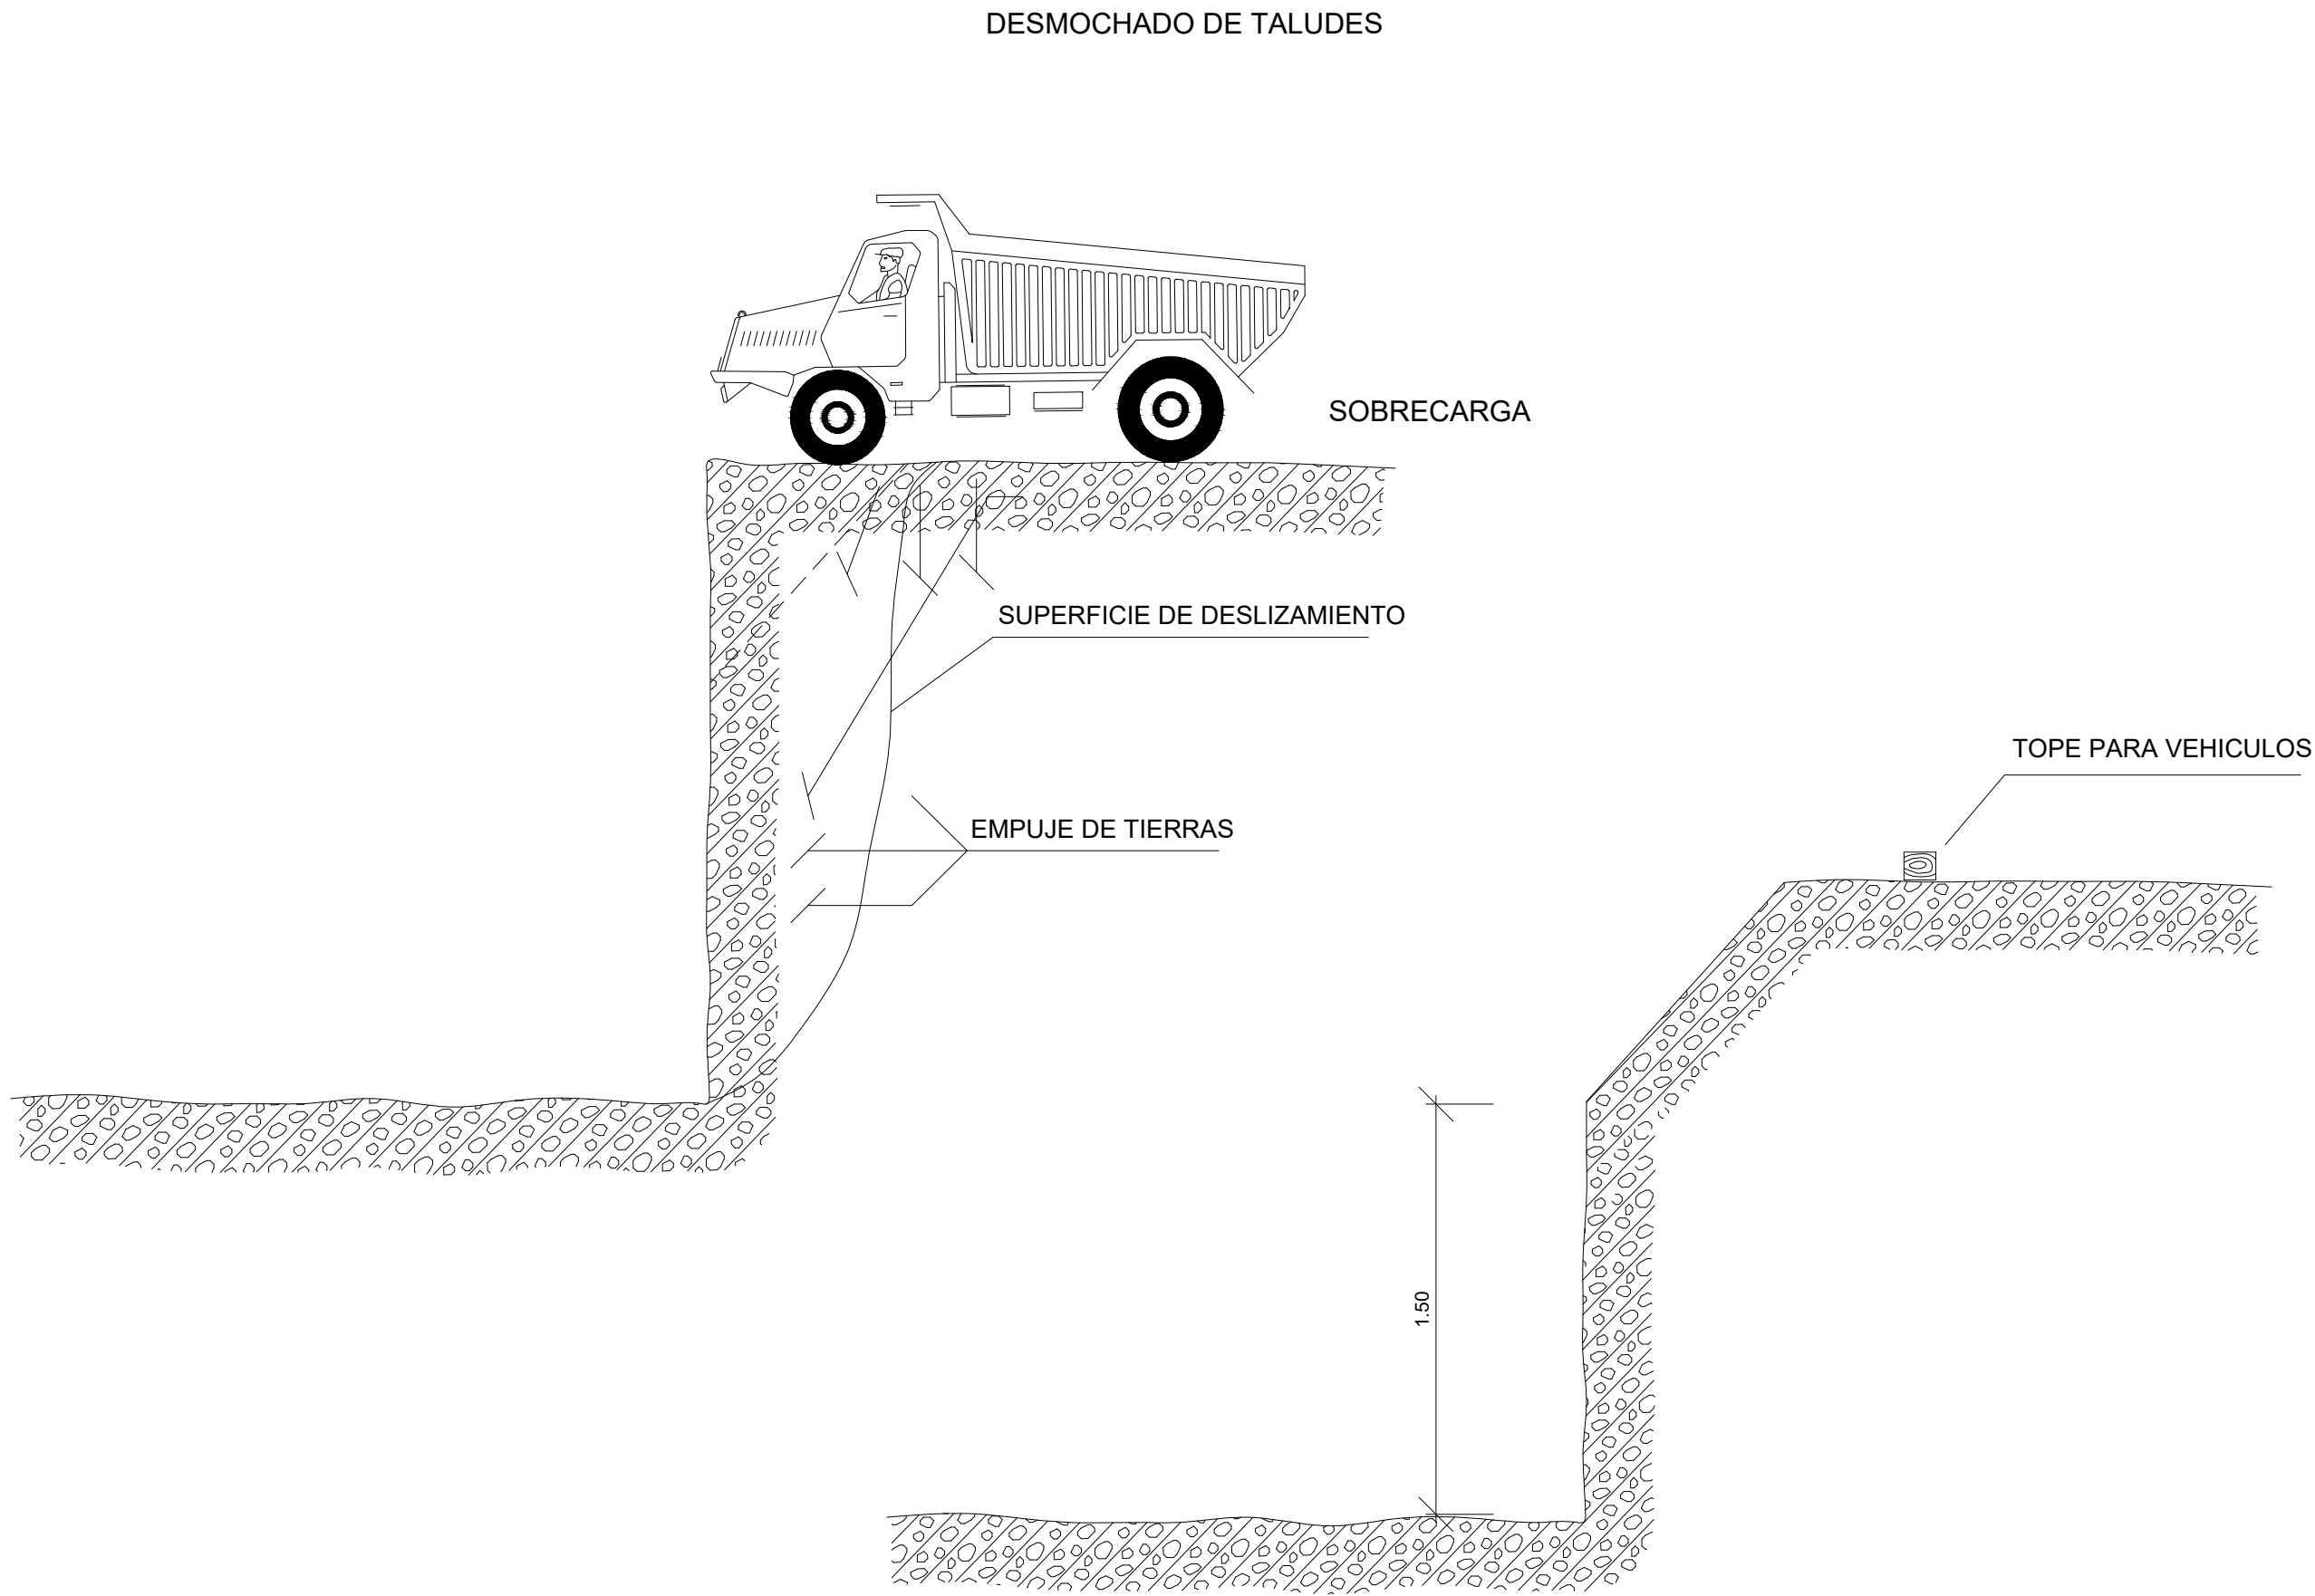 DESMOCHADO DE TALUDES
SOBRECARGA
SUPERFICIE DE DESLIZAMIENTO
TOPE PARA VEHICULOS
EMPUJE DE TIERRAS
1.50